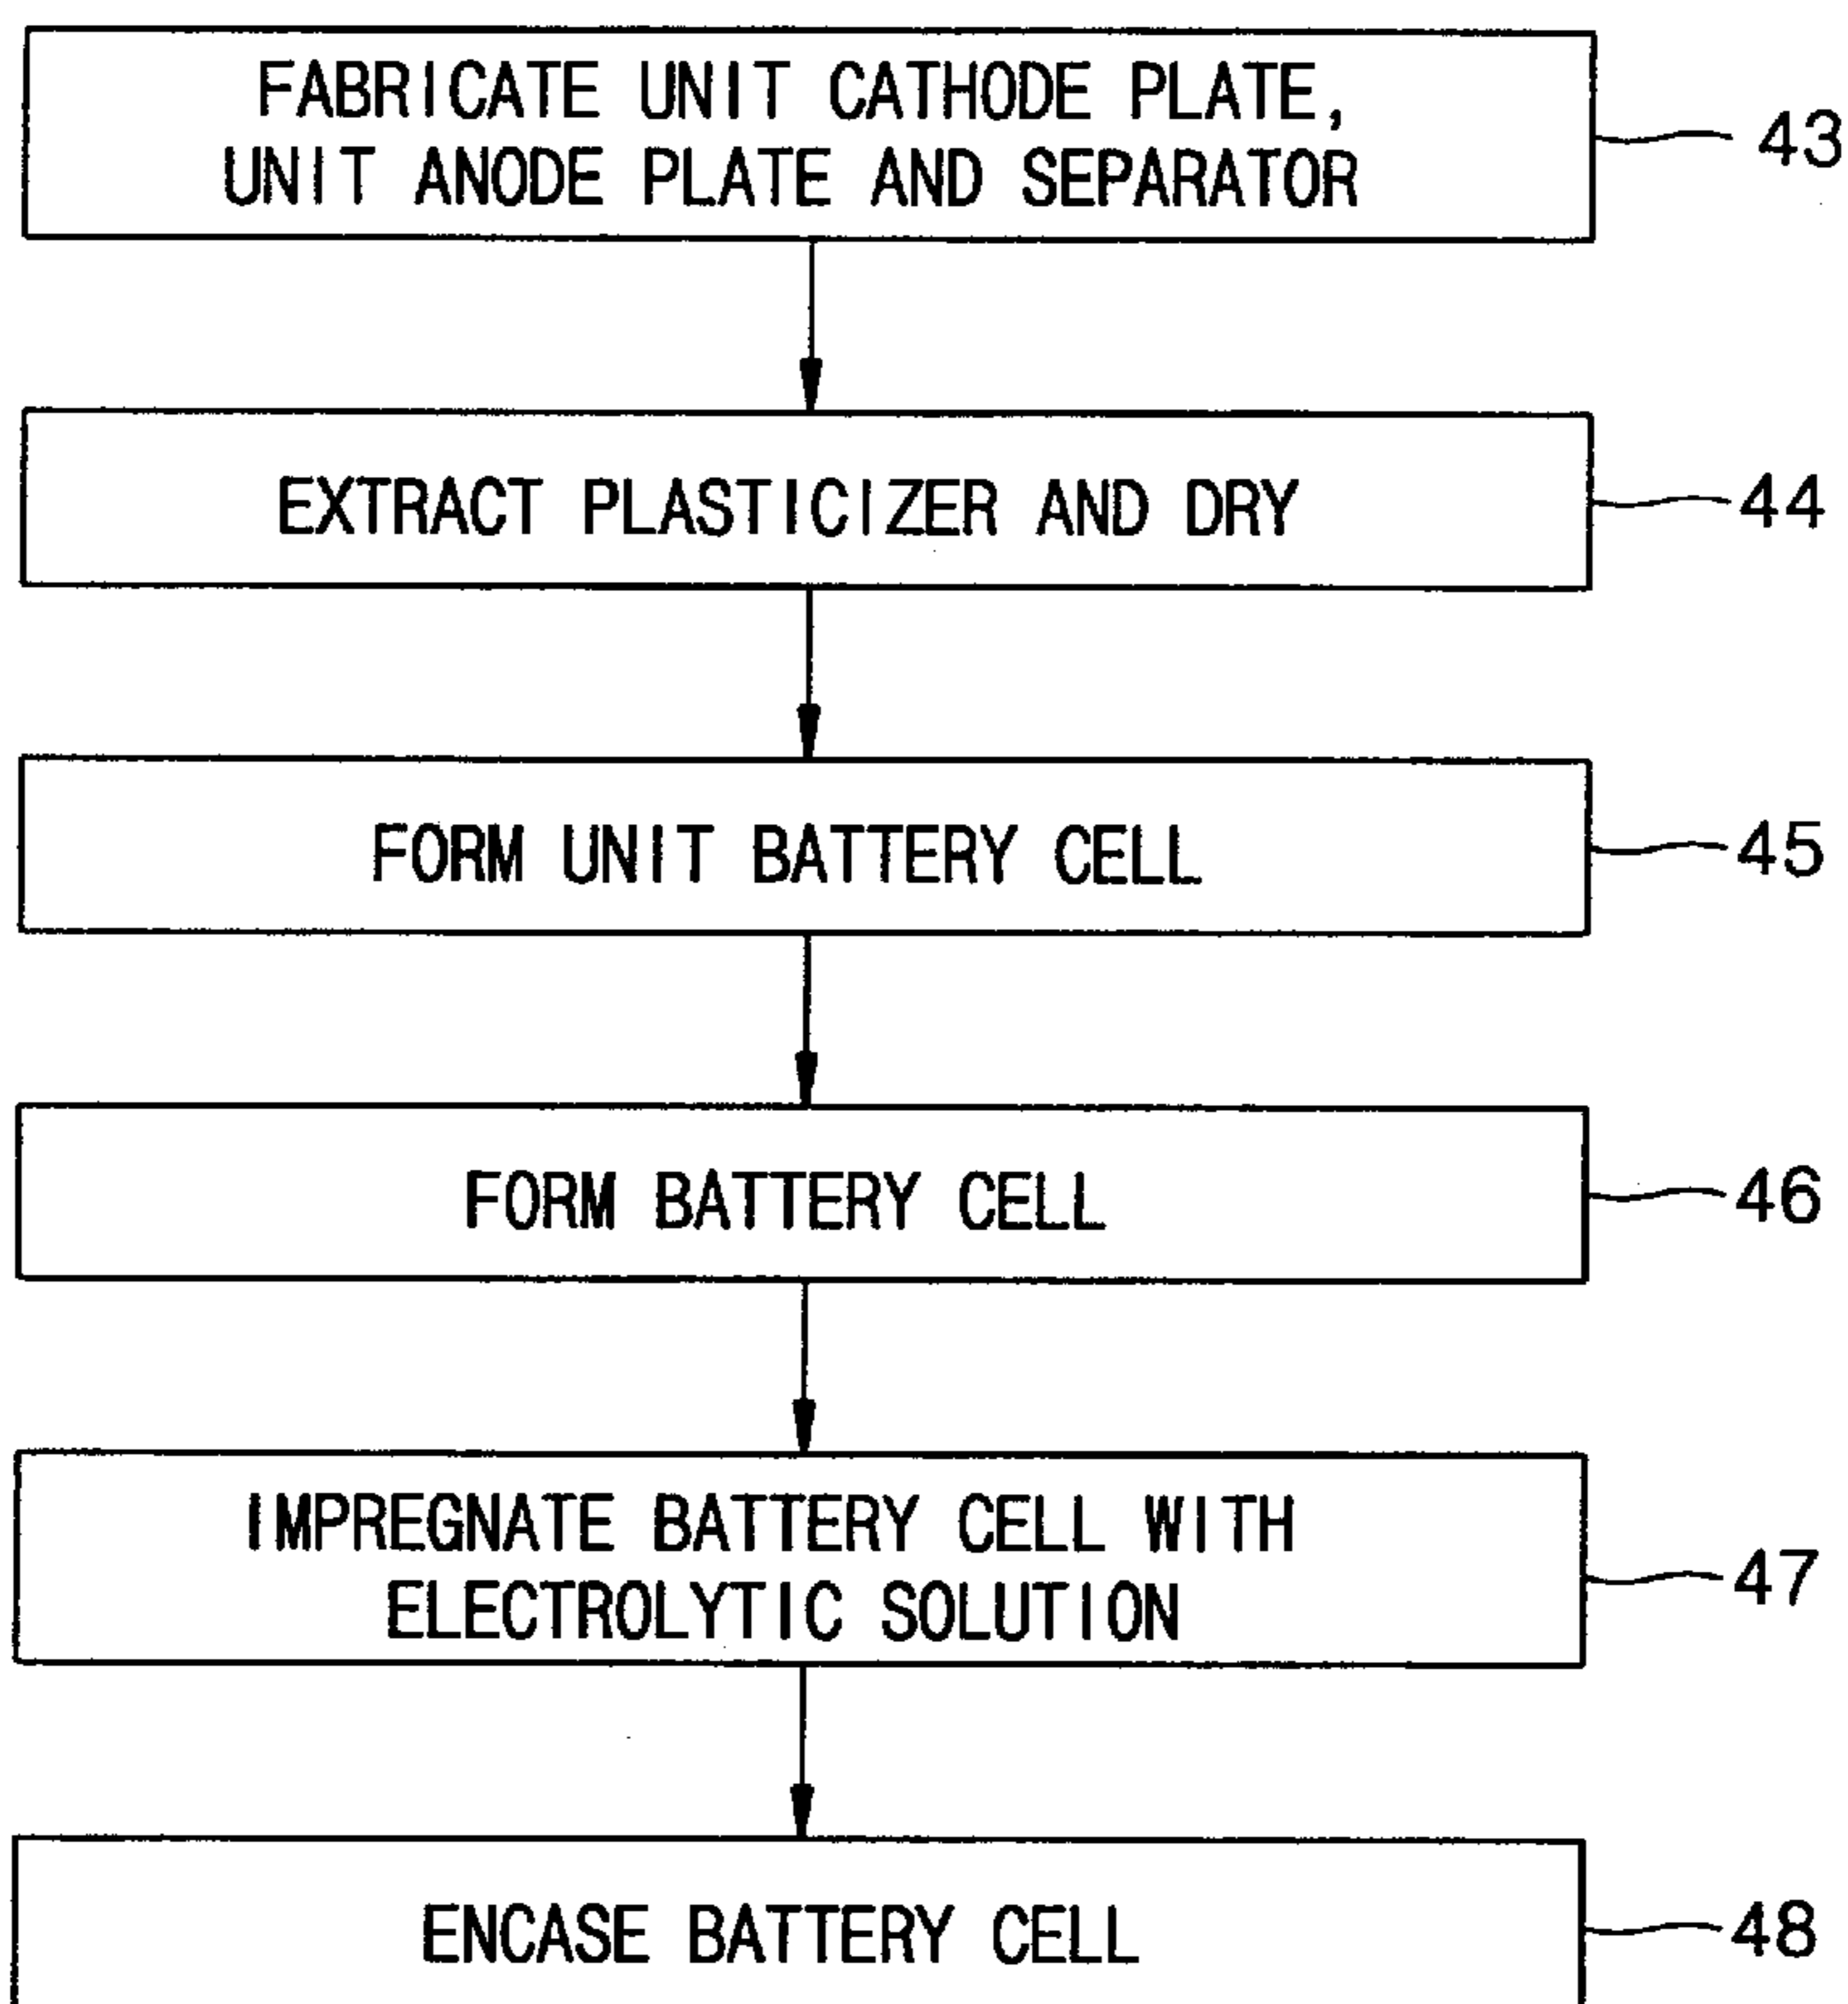 FABRICATE UNIT CATHODE PLATE,
UNIT ANODE PLATE AND SEPARATOR
43
EXTRACT PLASTICIZER AND DRY
44
FORM UNIT BATTERY CELL
45
FORM BATTERY CELL
46
IMPREGNATE BATTERY CELL WITH
ELECTROLYTIC SOLUTION
47
ENCASE BATTERY CELL
48